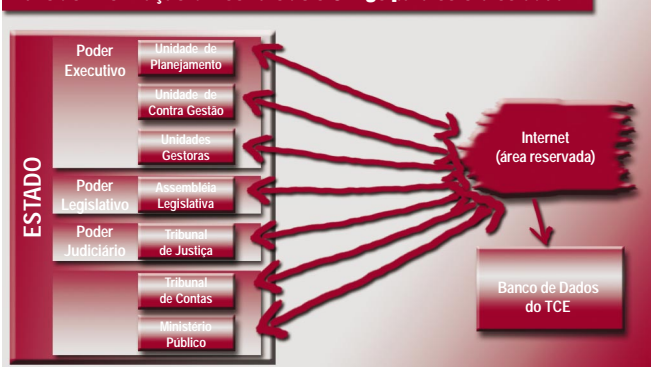 ESTADO
Poder
Executivo
Unidade de
Planejamento
Unidade de
Contra Gestão
Unidades
Gestoras
Poder
Legislativo
Assembléia
Legislativa
Poder
Judiciário
Tribunal
de Justiça
Tribunal
de Contas
Ministério
Público
Internet
(área reservada)
Banco de Dados
do TCE